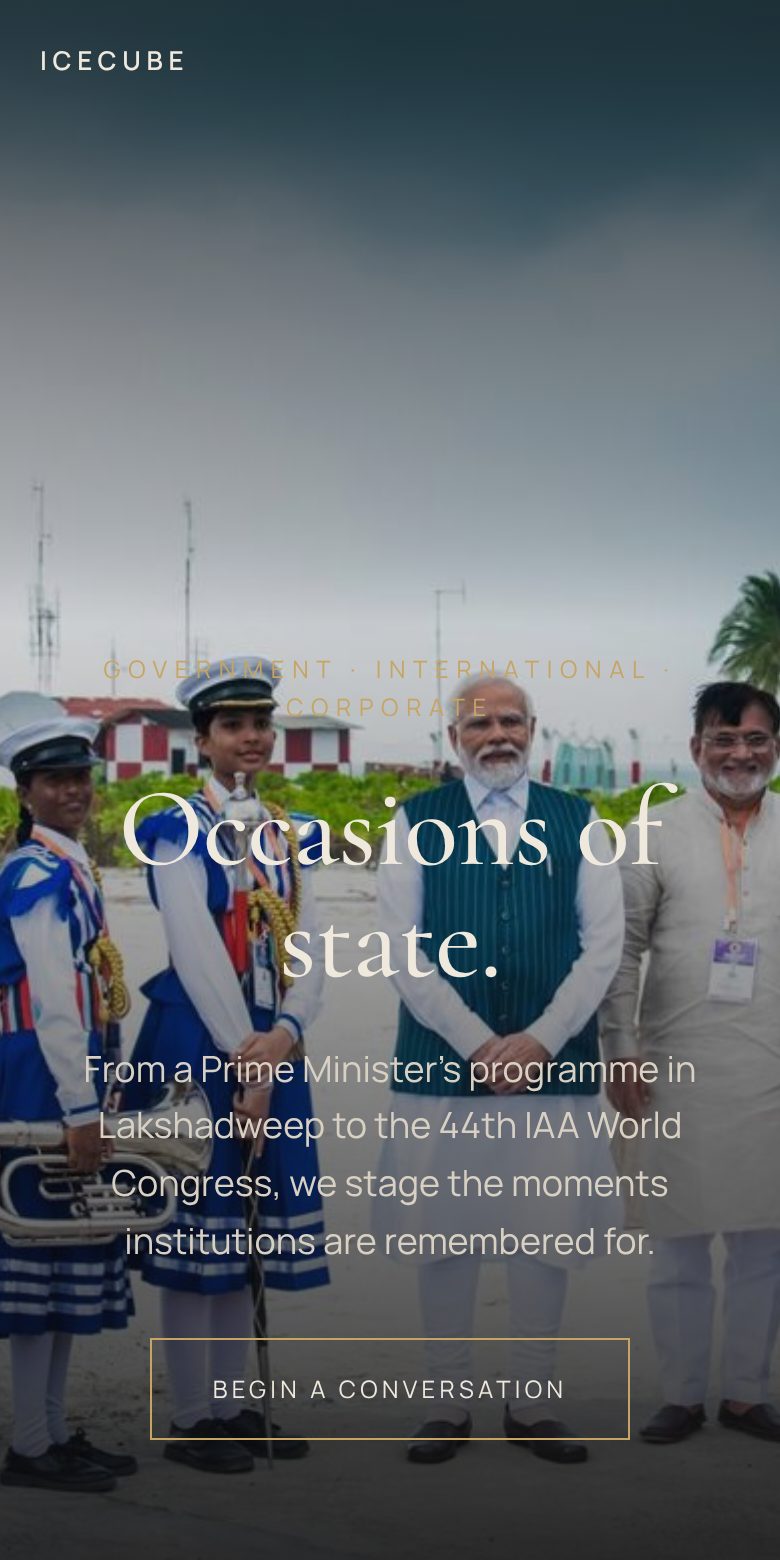 ICECUBE
GOVERNMENT · INTERNATIONAL ·
CORPORATE
Occasions of
state.
From a Prime Minister’s programme in
Lakshadweep to the 44th IAA World
Congress, we stage the moments
institutions are remembered for.
BEGIN A CONVERSATION